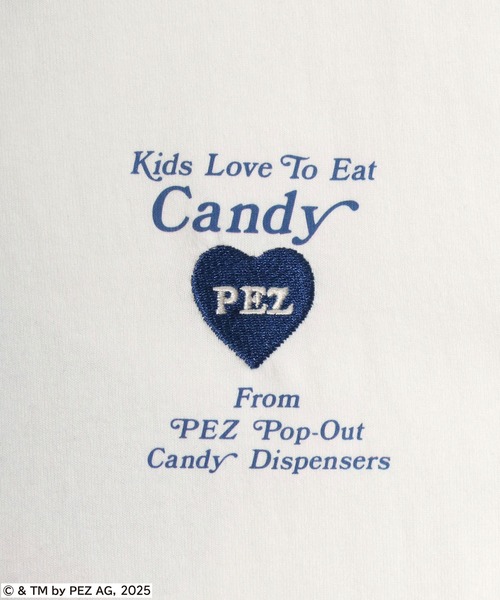 Kids Love To Eat
Candy
PEZ
From
PEZ Pop-Out
Candy Dispensers
© & TM by PEZ AG, 2025